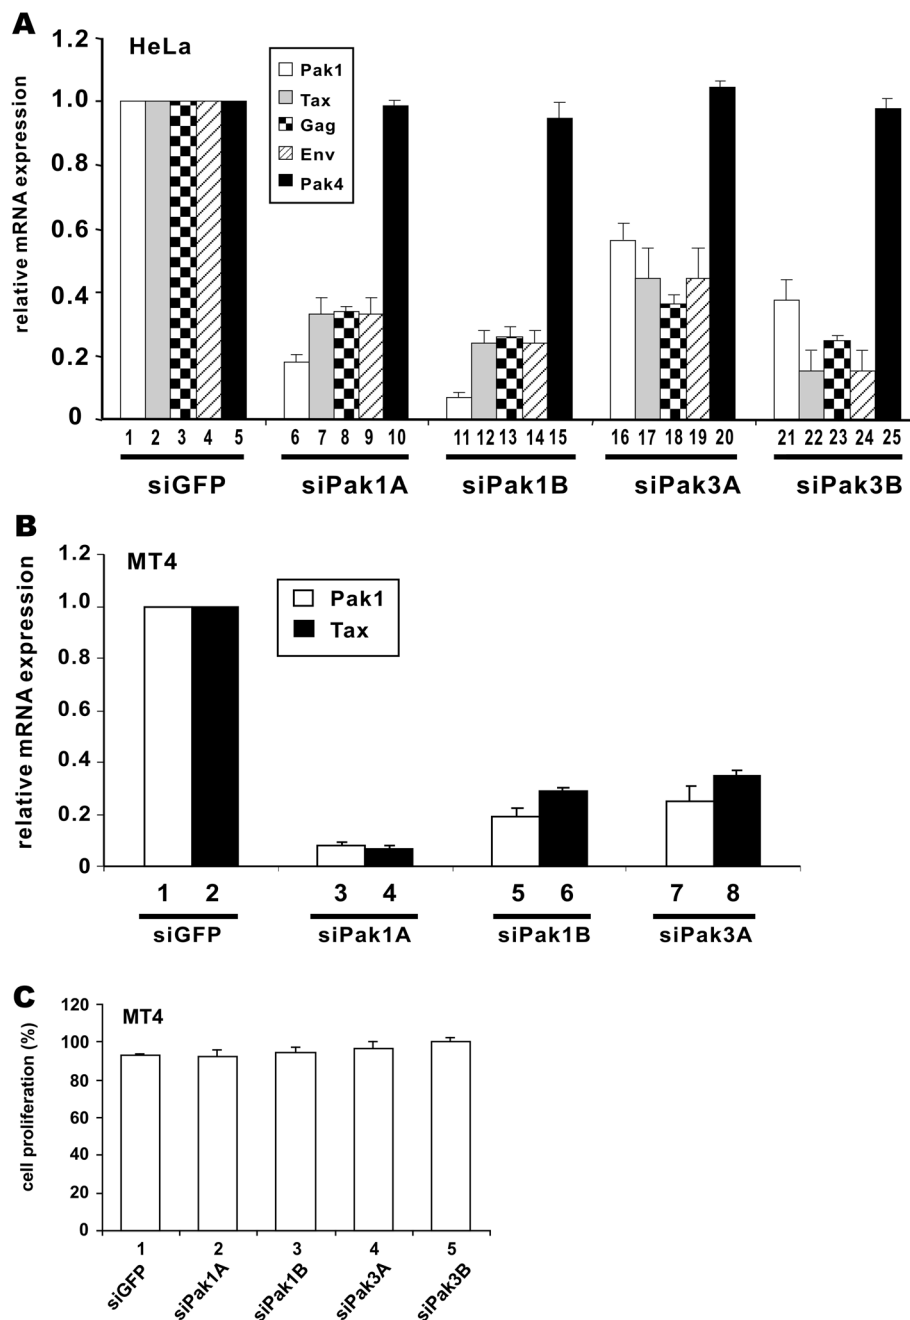 A
HeLa
relative mRNA expression
1.2
1.0
0.8
0.6
0.4
0.2
0
Pak1
Tax
Gag
Env
Pak4
1 2 3 4 5 6 7 8 9 10 11 12 13 14 15 16 17 18 19 20 21 22 23 24 25
siGFP siPak1A siPak1B siPak3A siPak3B
B
MT4
relative mRNA expression
1.2
1.0
0.8
0.6
0.4
0.2
0
Pak1
Tax
1 2 3 4 5 6 7 8
siGFP siPak1A siPak1B siPak3A
C
MT4
cell proliferation (%)
120
100
80
60
40
20
0
1 2 3 4 5
siGFP siPak1A siPak1B siPak3A siPak3B